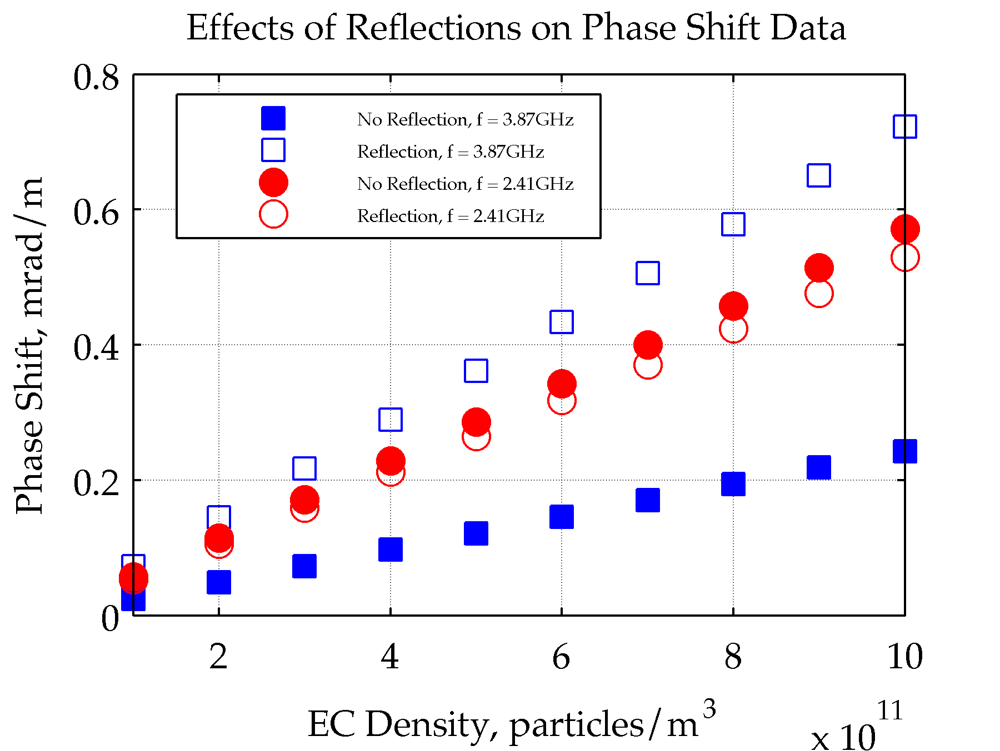 Effects of Reflections on Phase Shift Data
0.8
0.6
0.4
0.2
0
Phase Shift, mrad/m
No Reflection, f = 3.87GHz
Reflection, f = 3.87GHz
No Reflection, f = 2.41GHz
Reflection, f = 2.41GHz
2 4 6 8 10
EC Density, particles/m³
x 10¹¹